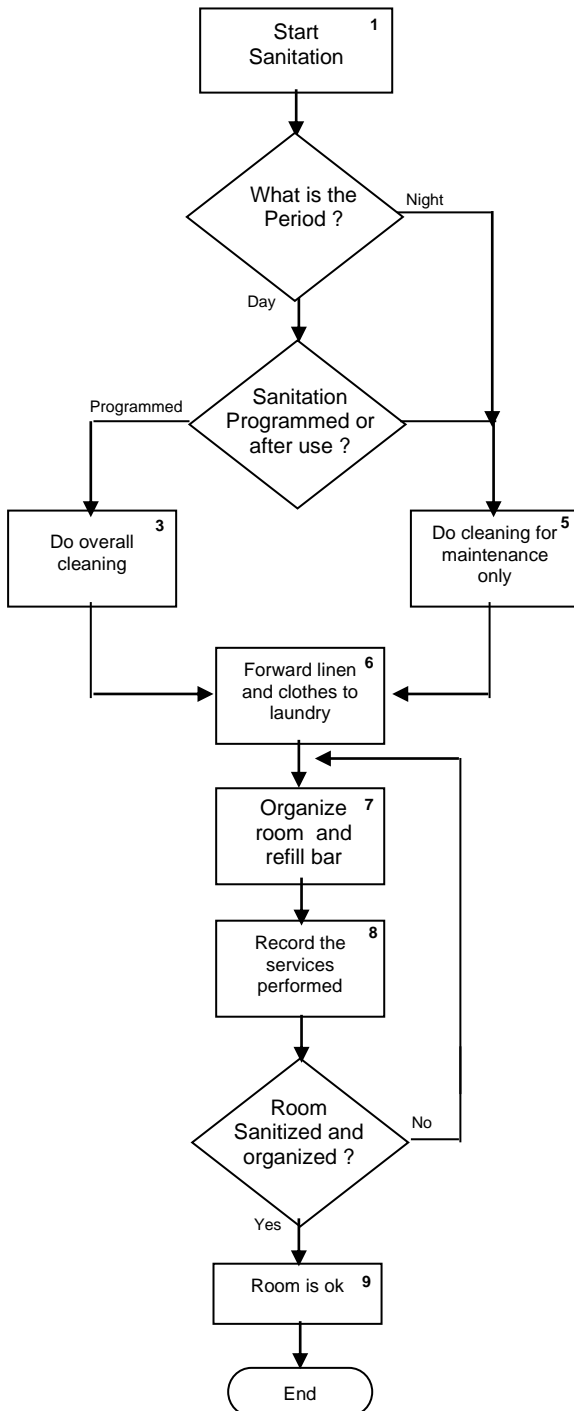 1
Start
Sanitation
What is the
Period ?
Night
Day
Sanitation
Programmed or
after use ?
Programmed
3
Do overall
cleaning
5
Do cleaning for
maintenance
only
6
Forward linen
and clothes to
laundry
7
Organize
room and
refill bar
8
Record the
services
performed
Room
Sanitized and
organized ?
No
Yes
9
Room is ok
End